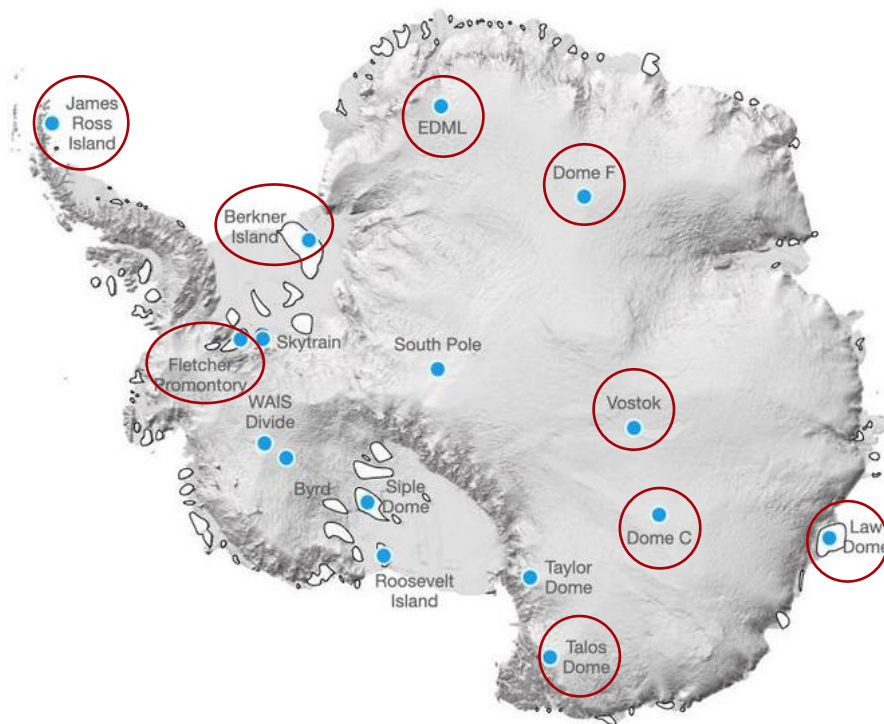 James
Ross
Island
EDML
Dome F
Berkner
Island
Skytrain
South Pole
Fletcher
Promontory
WAIS
Divide
Vostok
Byrd
Siple
Dome
Dome C
Law
Dome
Roosevelt
Island
Taylor
Dome
Talos
Dome